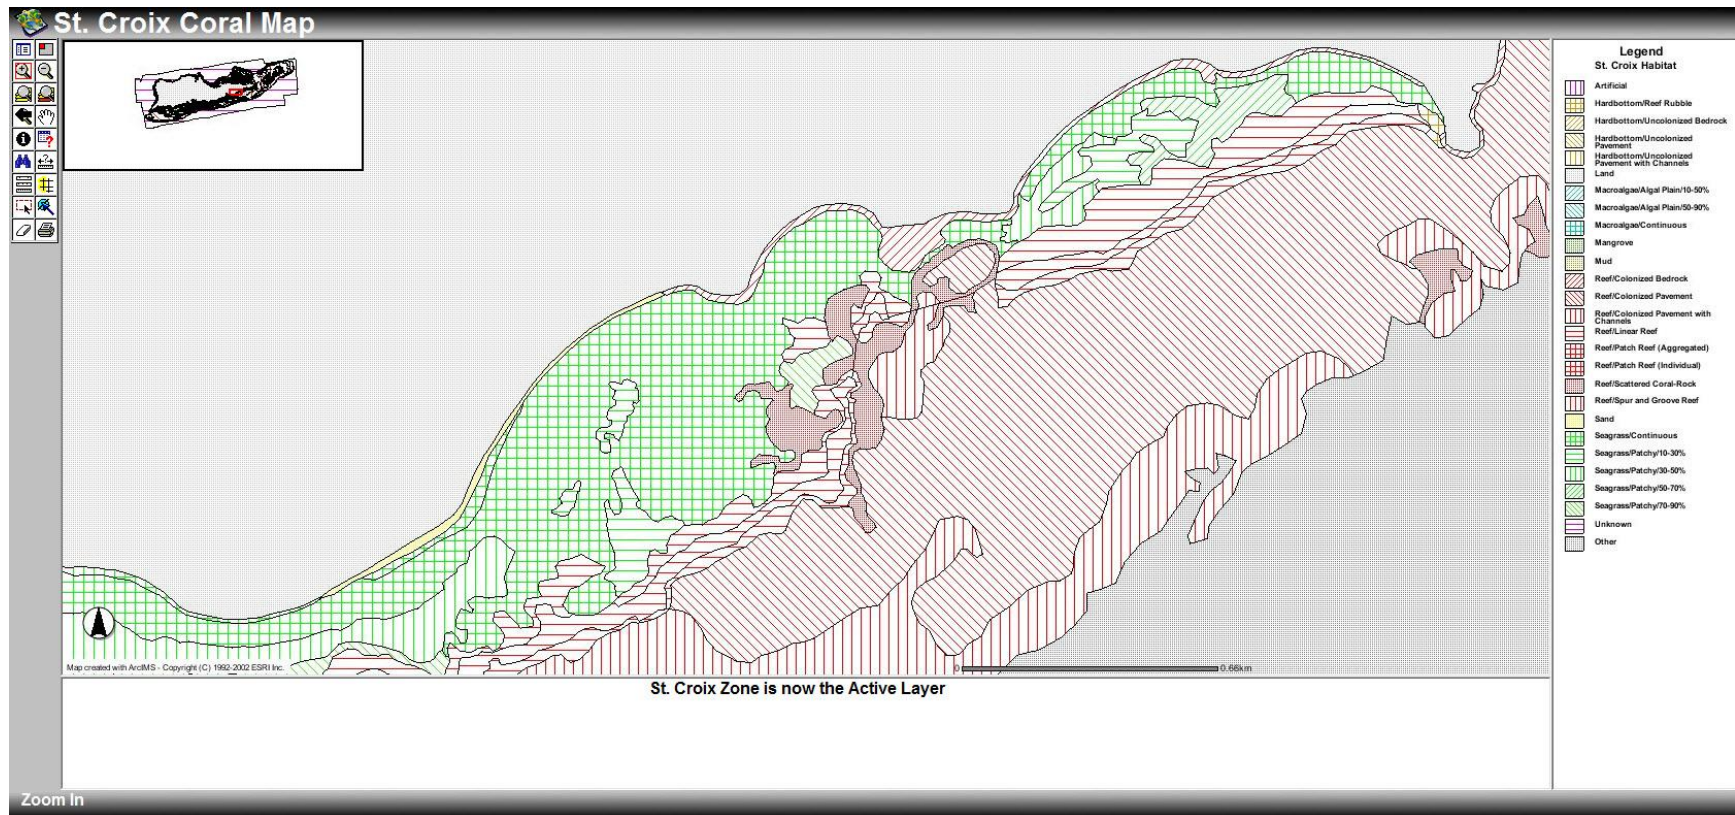 St. Croix Coral Map
Legend
St. Croix Habitat
Artificial
Hardbottom/Reef Rubble
Hardbottom/Uncolonized Bedrock
Hardbottom/Uncolonized
Pavement
Hardbottom/Uncolonized
Pavement with Channels
Land
Macroalgae/Algal Plain/10-50%
Macroalgae/Algal Plain/50-90%
Macroalgae/Continuous
Mangrove
Mud
Reef/Colonized Bedrock
Reef/Colonized Pavement
Reef/Colonized Pavement with
Channels
Reef/Linear Reef
Reef/Patch Reef (Aggregated)
Reef/Patch Reef (Individual)
Reef/Scattered Coral-Rock
Reef/Spur and Groove Reef
Sand
Seagrass/Continuous
Seagrass/Patchy/10-30%
Seagrass/Patchy/30-50%
Seagrass/Patchy/50-70%
Seagrass/Patchy/70-90%
Unknown
Other
Map created with ArcIMS - Copyright (C) 1992-2002 ESRI Inc.
0 0.66km
St. Croix Zone is now the Active Layer
Zoom In